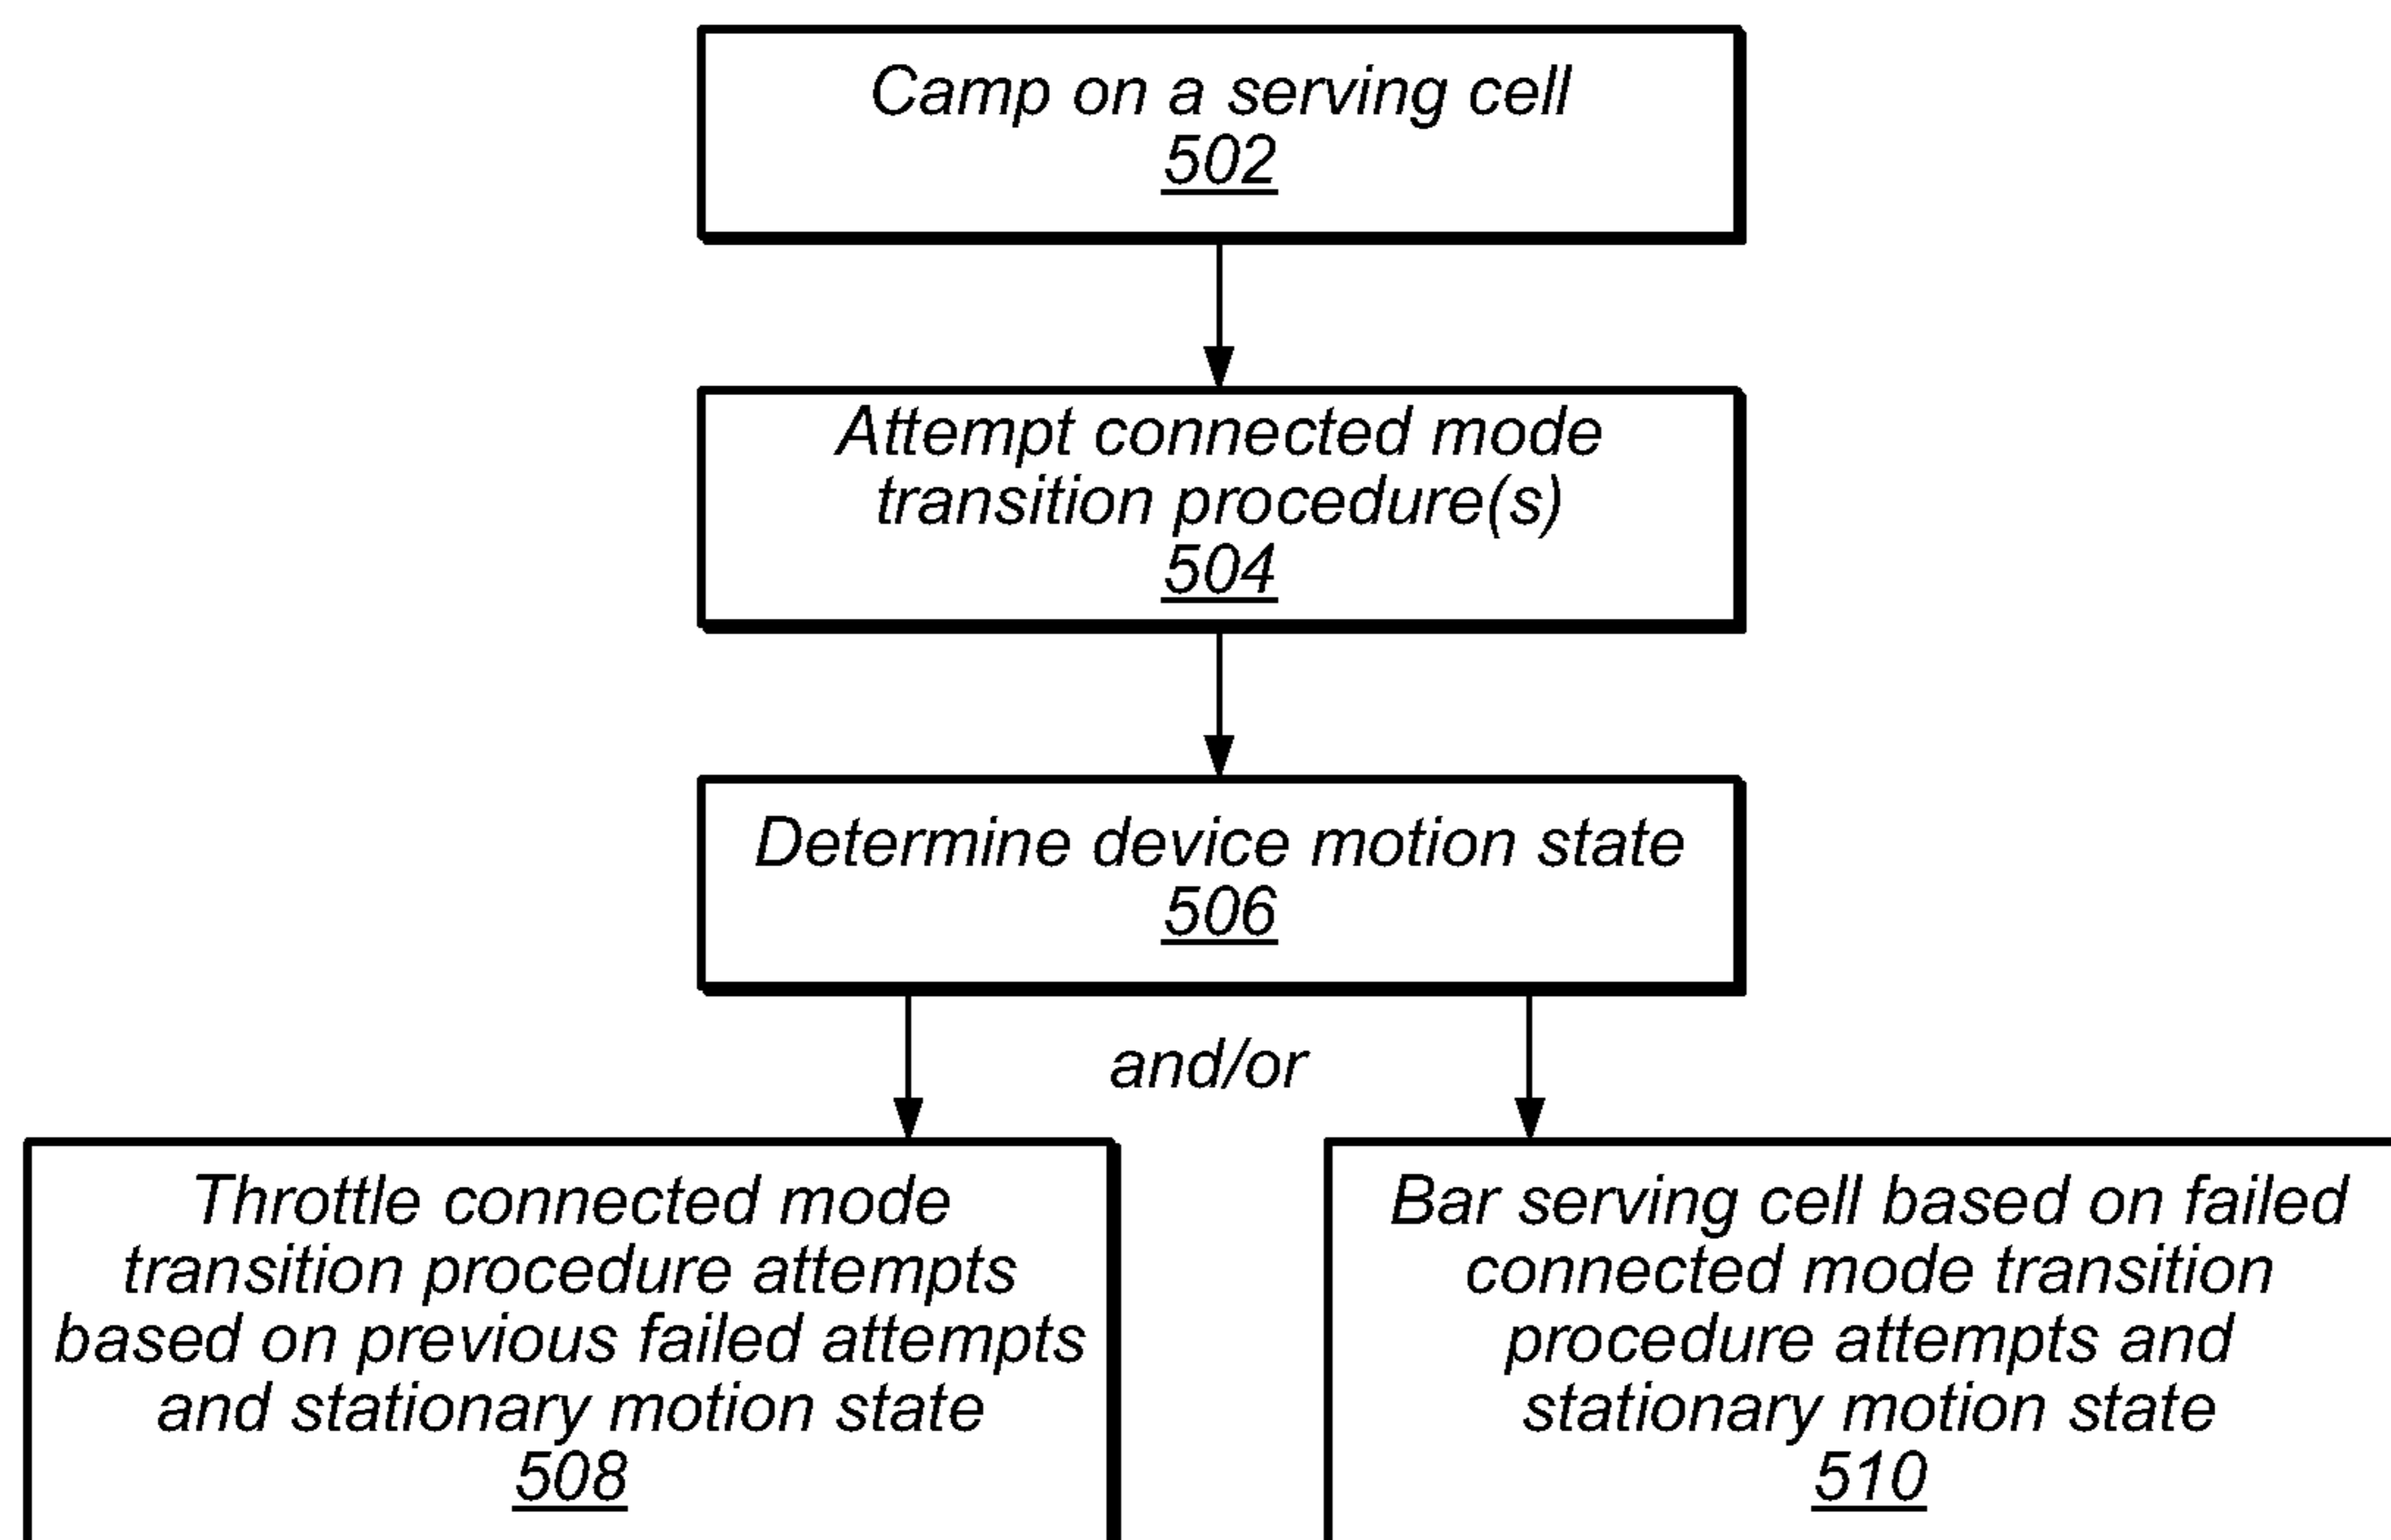 Camp on a serving cell
502
Attempt connected mode
transition procedure(s)
504
Determine device motion state
506
and/or
Throttle connected mode
transition procedure attempts
based on previous failed attempts
and stationary motion state
508
Bar serving cell based on failed
connected mode transition
procedure attempts and
stationary motion state
510